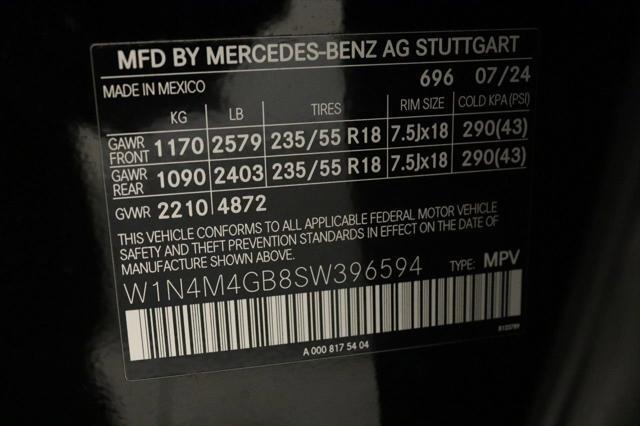 MFD BY MERCEDES-BENZ AG STUTTGART
MADE IN MEXICO 696 07/24
KG LB TIRES RIM SIZE COLD KPA (PSI)
GAWR FRONT 1170 2579 235/55 R18 7.5Jx18 290(43)
GAWR REAR 1090 2403 235/55 R18 7.5Jx18 290(43)
GVWR 2210 4872
THIS VEHICLE CONFORMS TO ALL APPLICABLE FEDERAL MOTOR VEHICLE
SAFETY AND THEFT PREVENTION STANDARDS IN EFFECT ON THE DATE OF
MANUFACTURE SHOWN ABOVE.
W1N4M4GB8SW396594 TYPE: MPV
A 000 817 54 04